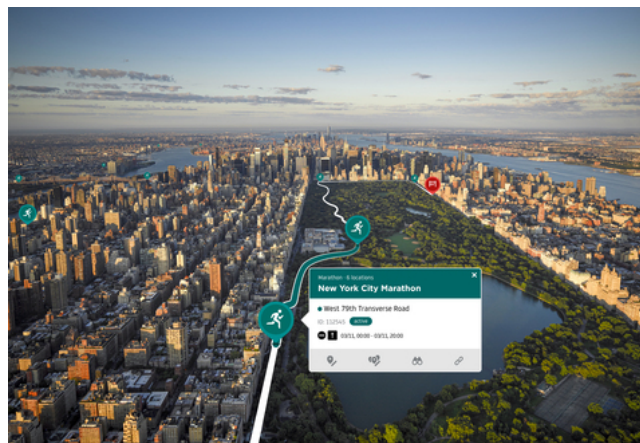 Marathon · 6 locations
New York City Marathon
West 79th Transverse Road
ID: 132545 ACTIVE
03/11, 00:00 - 03/11, 20:00